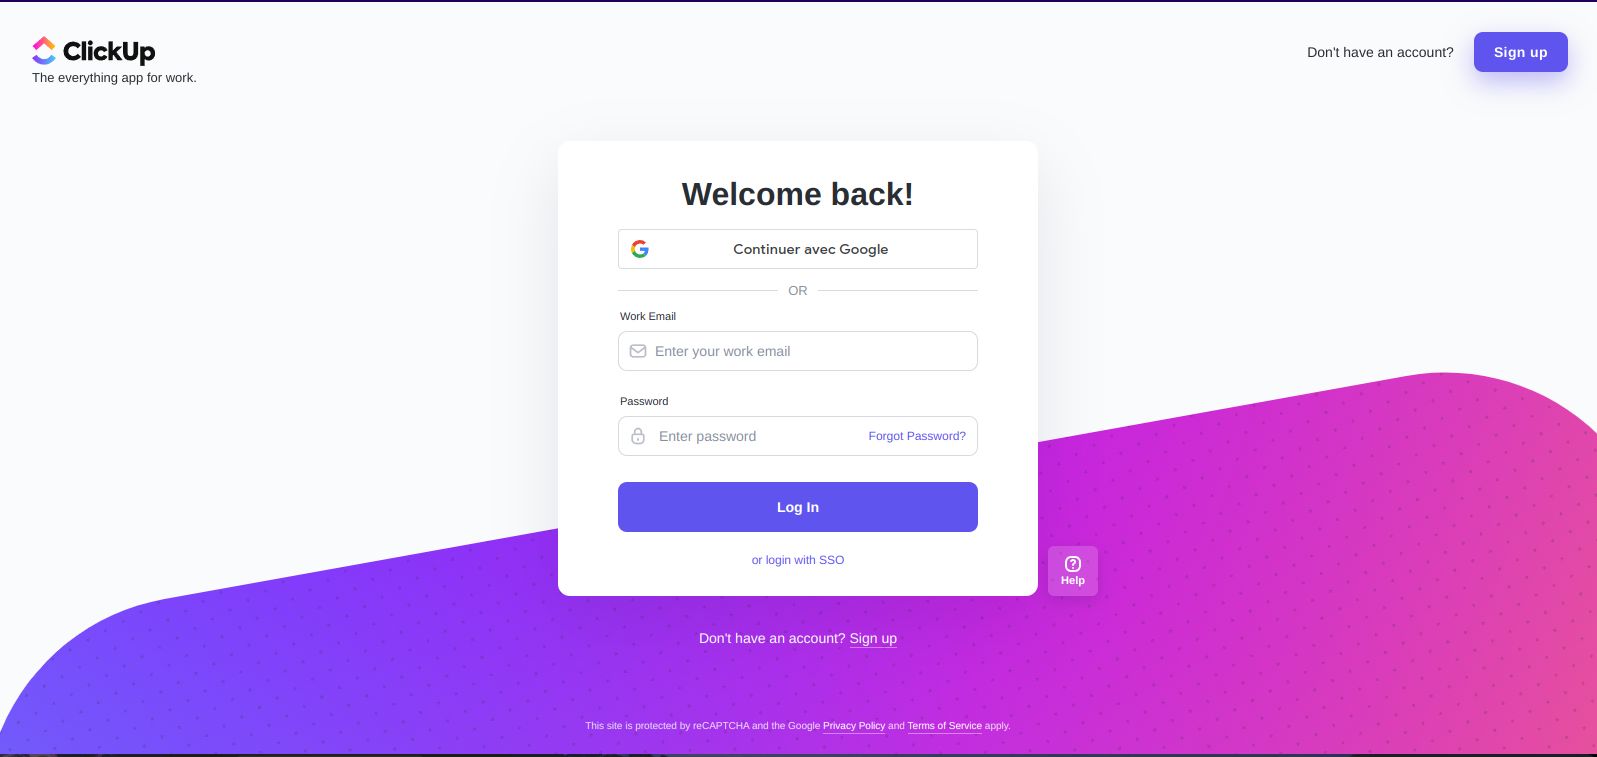 ClickUp
The everything app for work.
Don't have an account?
Sign up
Welcome back!
Continuer avec Google
OR
Work Email
Enter your work email
Password
Enter password
Forgot Password?
Log In
or login with SSO
Help
Don't have an account? Sign up
This site is protected by reCAPTCHA and the Google Privacy Policy and Terms of Service apply.